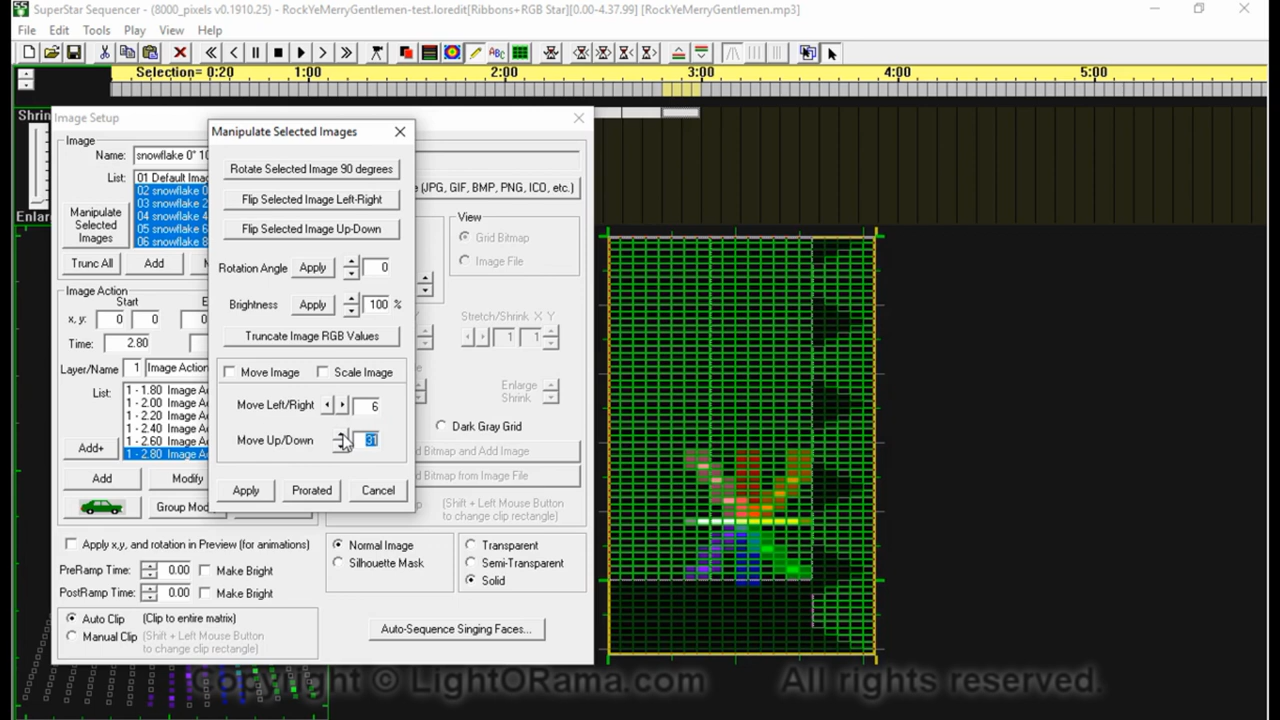 SuperStar Sequencer - (8000_pixels v0.1910.25)    RockYeMerryGentlemen-test.loredit[Ribbons+RGB Star][0.00-4.37.99] [RockYeMerryGentlemen.mp3]
File Edit Tools Play View Help
Selection= 0:20 1:00 2:00 3:00 4:00 5:00
Shrin
Enlarge
Image Setup
Image
Name: snowflake 0" 10
List: 01 Default Imag
02 snowflake 0
03 snowflake 2
04 snowflake 4
05 snowflake 6
06 snowflake 8
Manipulate
Selected
Images
Trunc All Add
Image Action
Start
x, y: 0 0 0
Time: 2.80
Layer/Name 1 Image Action
List: 1 - 1.80 Image A
1 - 2.00 Image A
1 - 2.20 Image A
1 - 2.40 Image A
1 - 2.60 Image A
1 - 2.80 Image A
Add+
Add Modify
Group Mod
Manipulate Selected Images
Rotate Selected Image 90 degrees
Flip Selected Image Left-Right
Flip Selected Image Up-Down
Rotation Angle Apply 0
Brightness Apply 100 %
Truncate Image RGB Values
Move Image Scale Image
Move Left/Right 6
Move Up/Down 31
Apply Prorated Cancel
(JPG, GIF, BMP, PNG, ICO, etc.)
View
Grid Bitmap
Image File
Stretch/Shrink X Y
1 1
Enlarge
Shrink
Dark Gray Grid
Bitmap and Add Image
Bitmap from Image File
(Shift + Left Mouse Button
to change clip rectangle)
Apply x,y, and rotation in Preview (for animations)
PreRamp Time: 0.00 Make Bright
PostRamp Time: 0.00 Make Bright
Normal Image
Silhouette Mask
Transparent
Semi-Transparent
Solid
Auto Clip (Clip to entire matrix)
Manual Clip (Shift + Left Mouse Button
to change clip rectangle)
Auto-Sequence Singing Faces...
Copyright © LightORama.com All rights reserved.